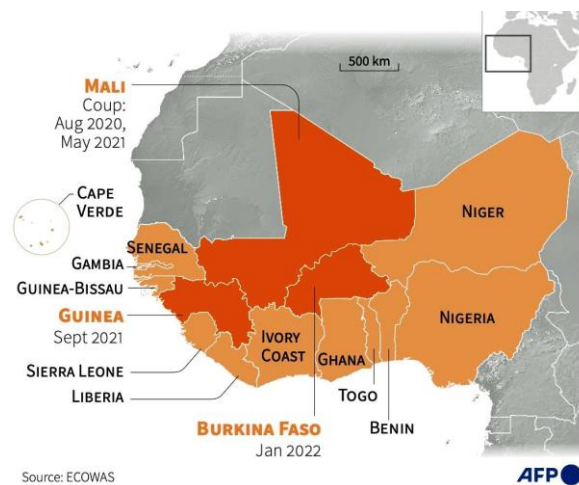 500 km
MALI
Coup:
Aug 2020,
May 2021
CAPE
VERDE
NIGER
SENEGAL
GAMBIA
GUINEA-BISSAU
GUINEA
Sept 2021
NIGERIA
IVORY
COAST
GHANA
SIERRA LEONE
LIBERIA
TOGO
BENIN
BURKINA FASO
Jan 2022
Source: ECOWAS
AFP